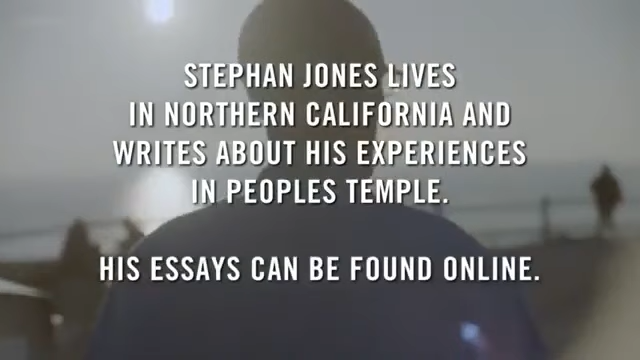 STEPHAN JONES LIVES
IN NORTHERN CALIFORNIA AND
WRITES ABOUT HIS EXPERIENCES
IN PEOPLES TEMPLE.
HIS ESSAYS CAN BE FOUND ONLINE.